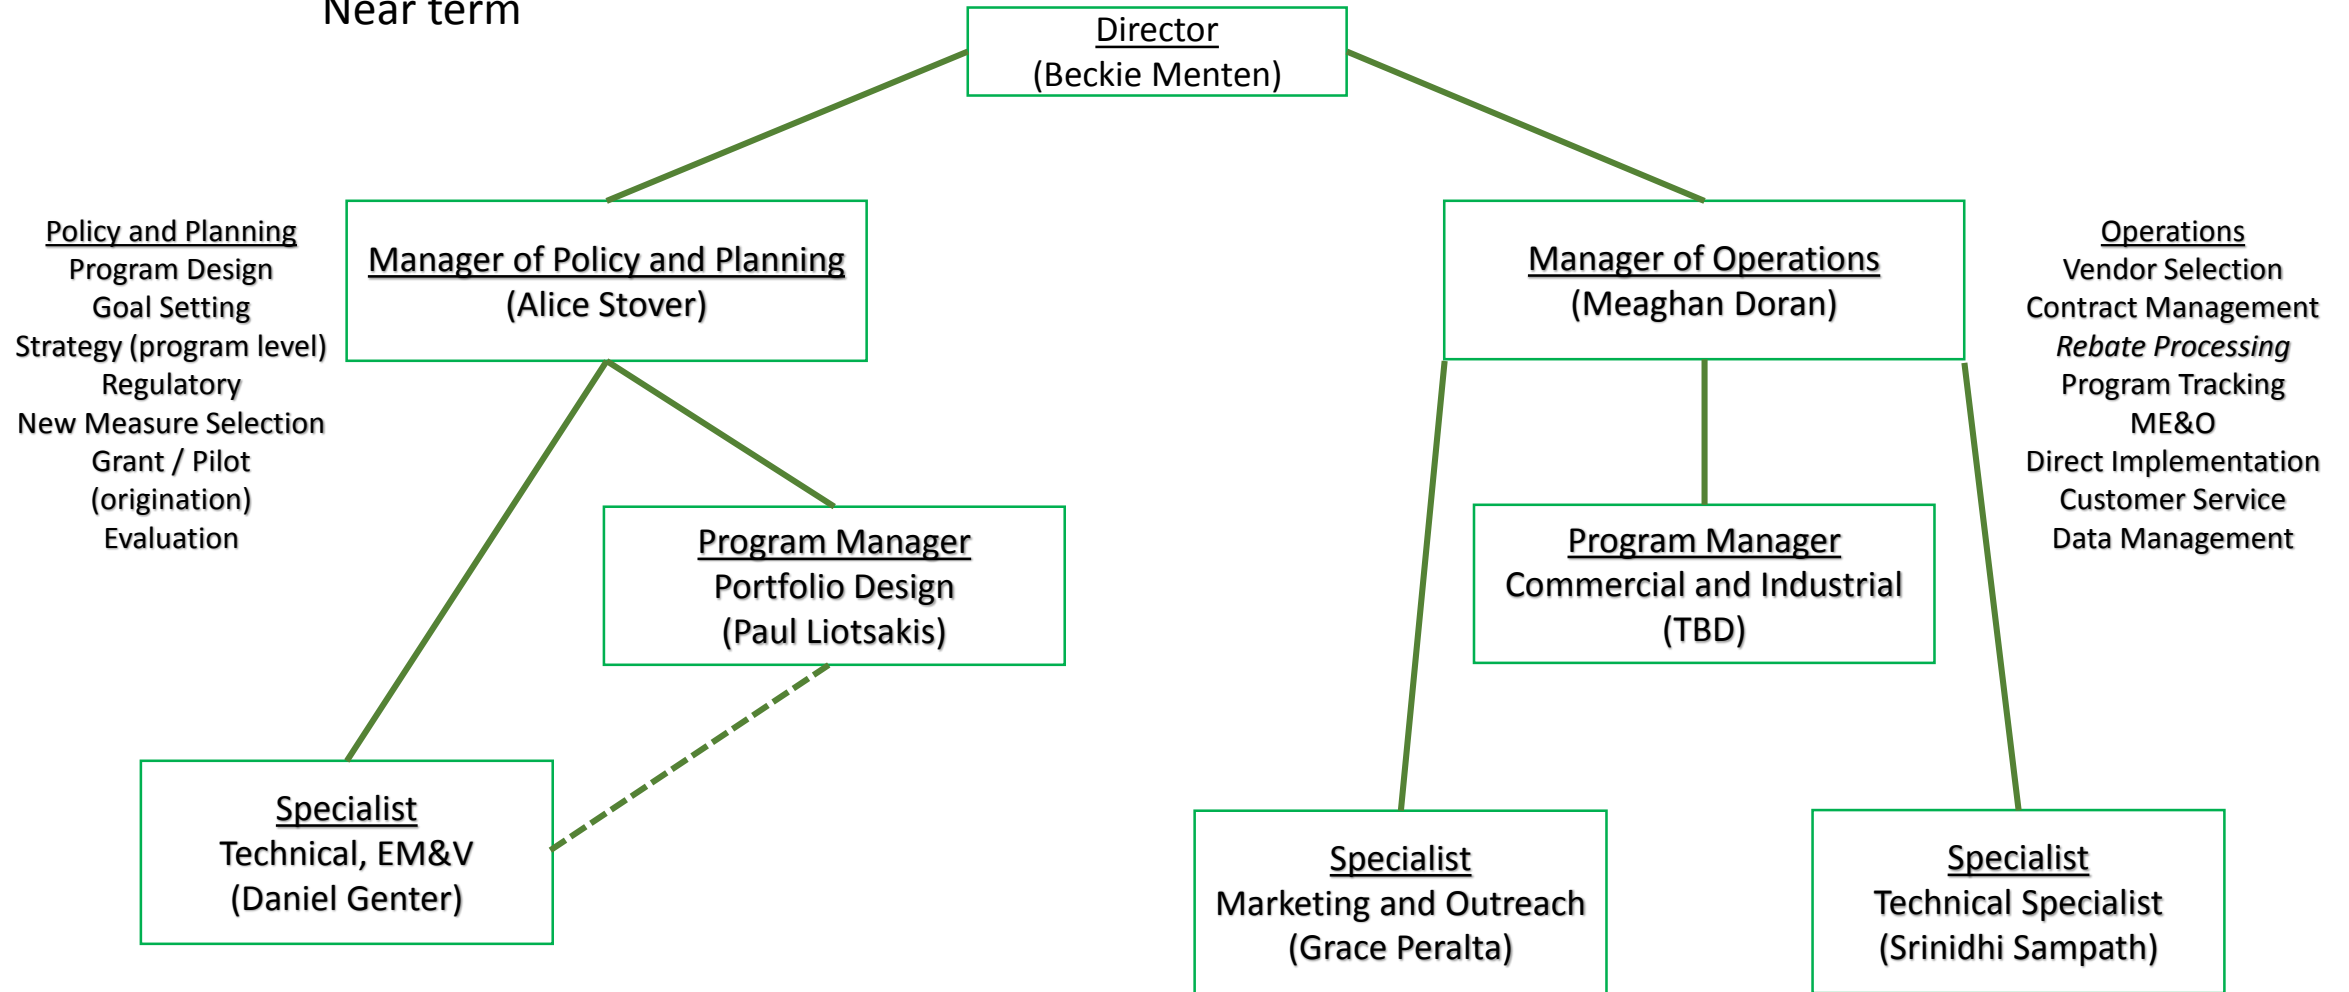 Near term
Director
(Beckie Menten)
Policy and Planning
Program Design
Goal Setting
Strategy (program level)
Regulatory
New Measure Selection
Grant / Pilot
(origination)
Evaluation
Manager of Policy and Planning
(Alice Stover)
Manager of Operations
(Meaghan Doran)
Operations
Vendor Selection
Contract Management
Rebate Processing
Program Tracking
ME&O
Direct Implementation
Customer Service
Data Management
Program Manager
Portfolio Design
(Paul Liotsakis)
Program Manager
Commercial and Industrial
(TBD)
Specialist
Technical, EM&V
(Daniel Genter)
Specialist
Marketing and Outreach
(Grace Peralta)
Specialist
Technical Specialist
(Srinidhi Sampath)